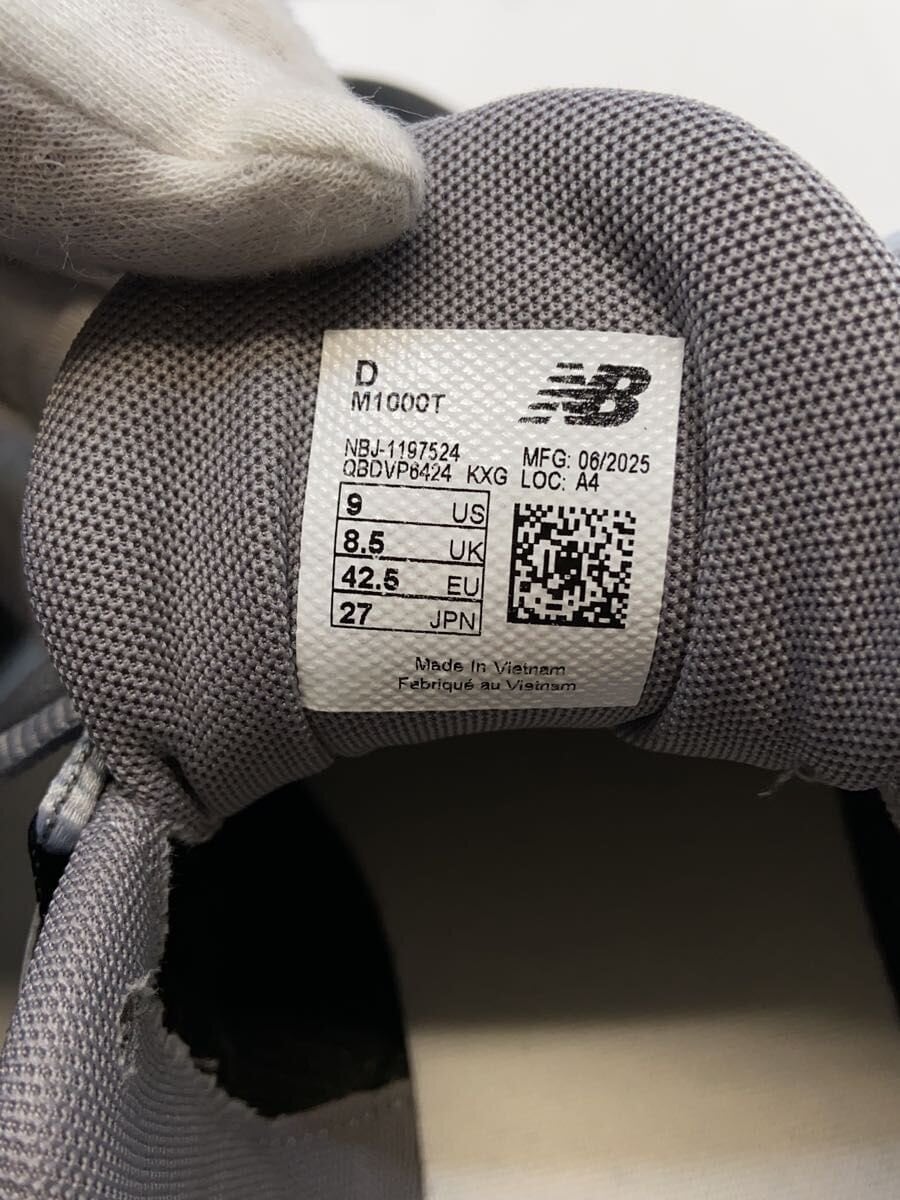 D
M1000T
NB
NBJ-1197524
QBDVP6424 KXG
MFG: 06/2025
LOC: A4
9 US
8.5 UK
42.5 EU
27 JPN
Made In Vietnam
Fabriqué au Vietnam